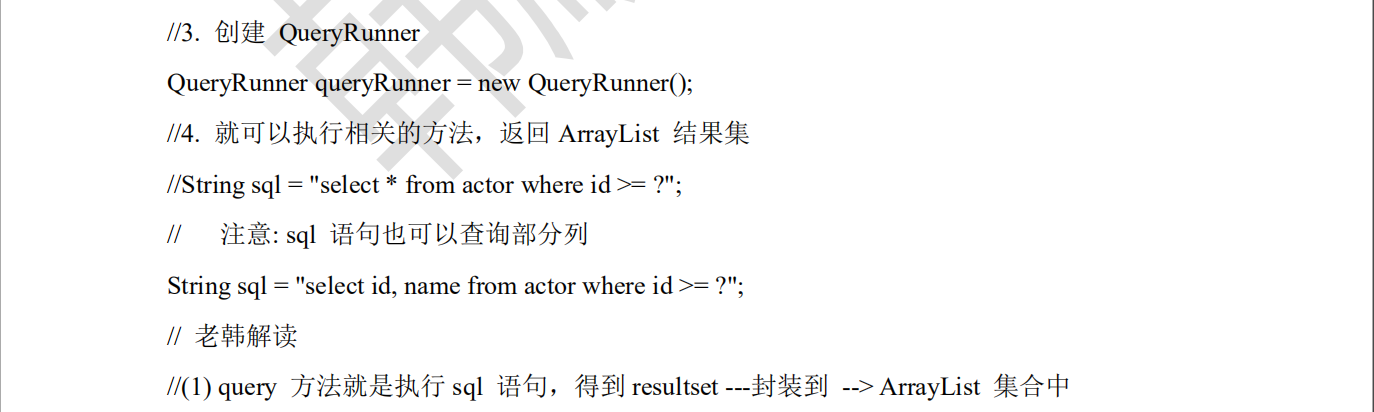 //3. 创建 QueryRunner
QueryRunner queryRunner = new QueryRunner();
//4. 就可以执行相关的方法，返回 ArrayList 结果集
//String sql = "select * from actor where id >= ?";
// 注意: sql 语句也可以查询部分列
String sql = "select id, name from actor where id >= ?";
// 老韩解读
//(1) query 方法就是执行 sql 语句，得到 resultset ---封装到 --> ArrayList 集合中